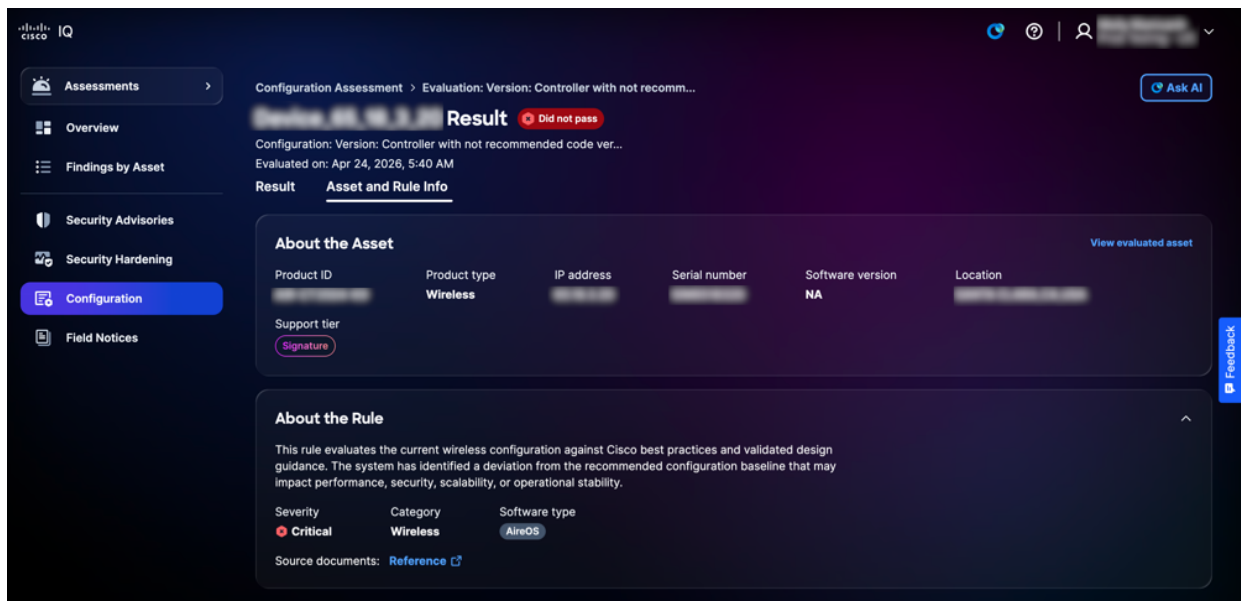 cisco IQ
Assessments
Overview
Findings by Asset
Security Advisories
Security Hardening
Configuration
Field Notices
Configuration Assessment > Evaluation: Version: Controller with not recomm...
Ask AI
Result Did not pass
Configuration: Version: Controller with not recommended code ver...
Evaluated on: Apr 24, 2026, 5:40 AM
Result Asset and Rule Info
About the Asset View evaluated asset
Product ID Product type IP address Serial number Software version Location
Wireless NA
Support tier
Signature
Feedback
About the Rule
This rule evaluates the current wireless configuration against Cisco best practices and validated design
guidance. The system has identified a deviation from the recommended configuration baseline that may
impact performance, security, scalability, or operational stability.
Severity Category Software type
Critical Wireless AireOS
Source documents: Reference